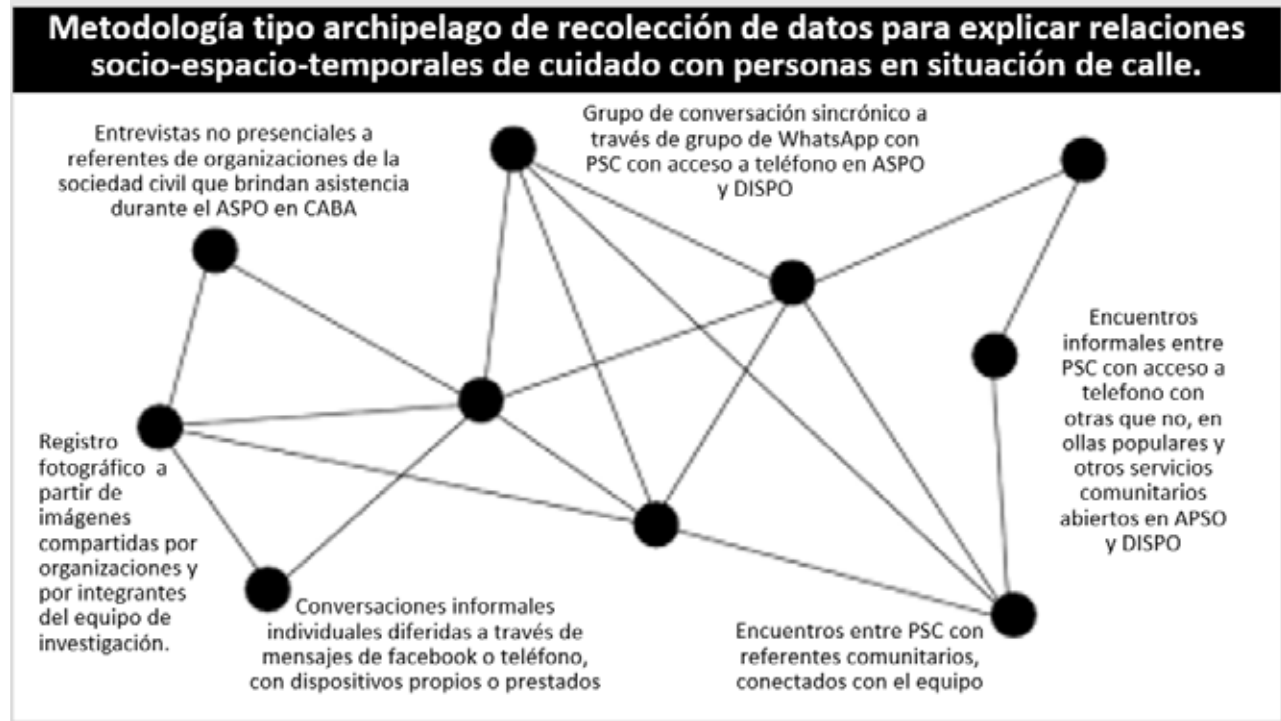 Metodología tipo archipelago de recolección de datos para explicar relaciones
socio-espacio-temporales de cuidado con personas en situación de calle.
Entrevistas no presenciales a
referentes de organizaciones de la
sociedad civil que brindan asistencia
durante el ASPO en CABA
Grupo de conversación sincrónico a
través de grupo de WhatsApp con
PSC con acceso a teléfono en ASPO
y DISPO
Encuentros
informales entre
PSC con acceso a
telefono con
otras que no, en
ollas populares y
otros servicios
comunitarios
abiertos en APSO
y DISPO
Registro
fotográfico a
partir de
imágenes
compartidas por
organizaciones y
por integrantes
del equipo de
investigación.
Conversaciones informales
individuales diferidas a través de
mensajes de facebook o teléfono,
con dispositivos propios o prestados
Encuentros entre PSC con
referentes comunitarios,
conectados con el equipo